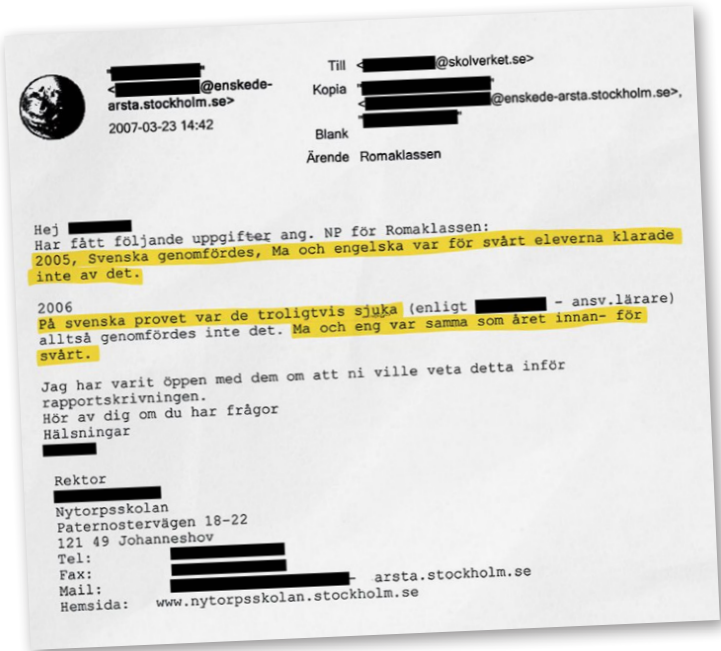 "
<@enskede-
arsta.stockholm.se>
2007-03-23 14:42
Till <@skolverket.se>
Kopia "
<@enskede-arsta.stockholm.se>,
"
Blank
Ärende Romaklassen
Hej
Har fått följande uppgifter ang. NP för Romaklassen:
2005, Svenska genomfördes, Ma och engelska var för svårt eleverna klarade
inte av det.
2006
På svenska provet var de troligtvis sjuka (enligt - ansv.lärare)
alltså genomfördes inte det. Ma och eng var samma som året innan- för
svårt.
Jag har varit öppen med dem om att ni ville veta detta inför
rapportskrivningen.
Hör av dig om du har frågor
Hälsningar
Rektor
Nytorpsskolan
Paternostervägen 18-22
121 49 Johanneshov
Tel:
Fax:
Mail: - arsta.stockholm.se
Hemsida: www.nytorpsskolan.stockholm.se